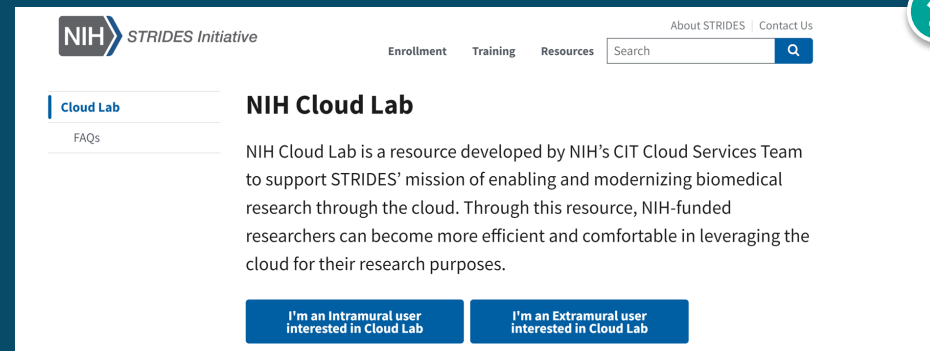 About STRIDES | Contact Us
NIH STRIDES Initiative
Enrollment Training Resources Search
Cloud Lab
FAQs
NIH Cloud Lab
NIH Cloud Lab is a resource developed by NIH's CIT Cloud Services Team
to support STRIDES' mission of enabling and modernizing biomedical
research through the cloud. Through this resource, NIH-funded
researchers can become more efficient and comfortable in leveraging the
cloud for their research purposes.
I'm an Intramural user
interested in Cloud Lab
I'm an Extramural user
interested in Cloud Lab